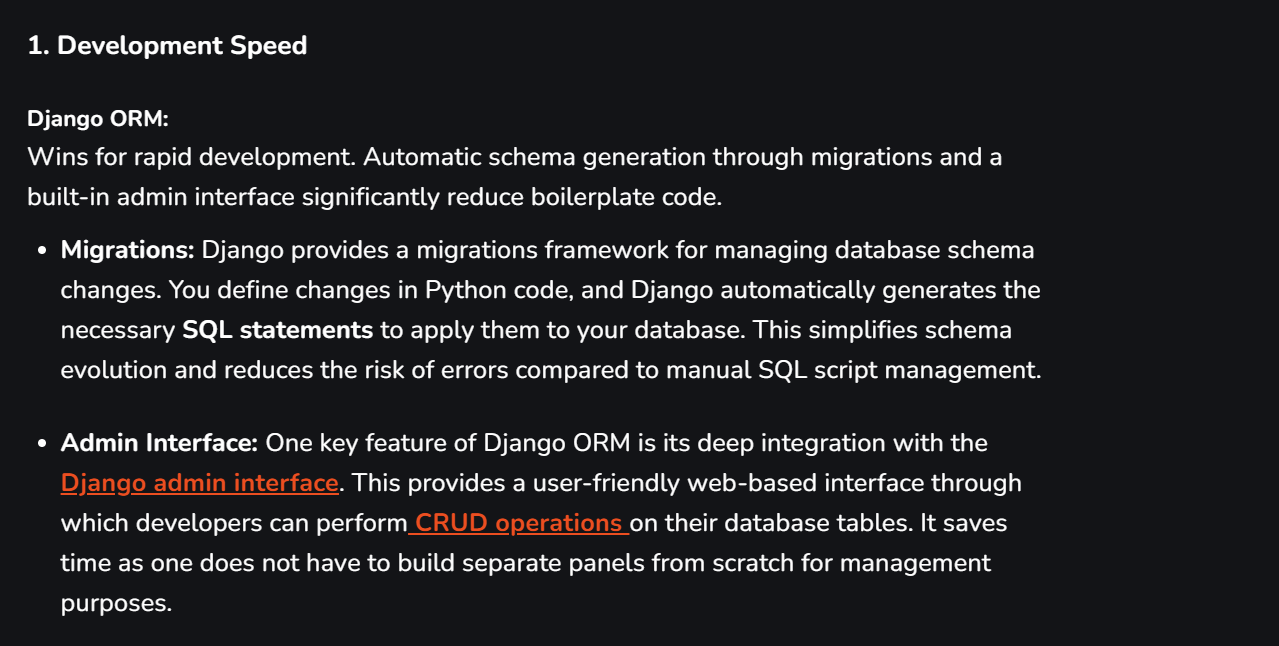 1. Development Speed
Django ORM:
Wins for rapid development. Automatic schema generation through migrations and a
built-in admin interface significantly reduce boilerplate code.
• Migrations: Django provides a migrations framework for managing database schema
changes. You define changes in Python code, and Django automatically generates the
necessary SQL statements to apply them to your database. This simplifies schema
evolution and reduces the risk of errors compared to manual SQL script management.
• Admin Interface: One key feature of Django ORM is its deep integration with the
Django admin interface. This provides a user-friendly web-based interface through
which developers can perform CRUD operations on their database tables. It saves
time as one does not have to build separate panels from scratch for management
purposes.